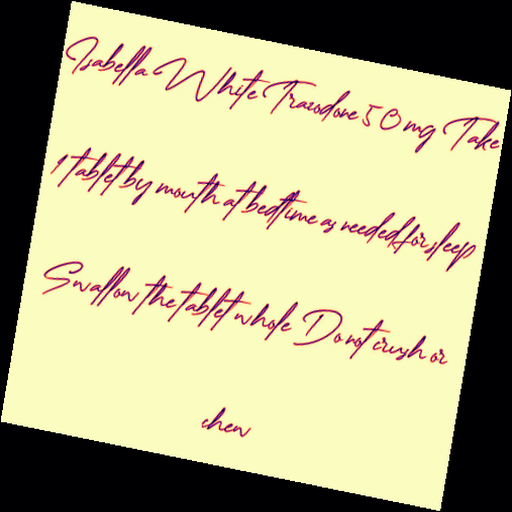 Isabella White Trazodone 50 mg Take
1 tablet by mouth at bedtime as needed for sleep
Swallow the tablet whole Do not crush or
chew